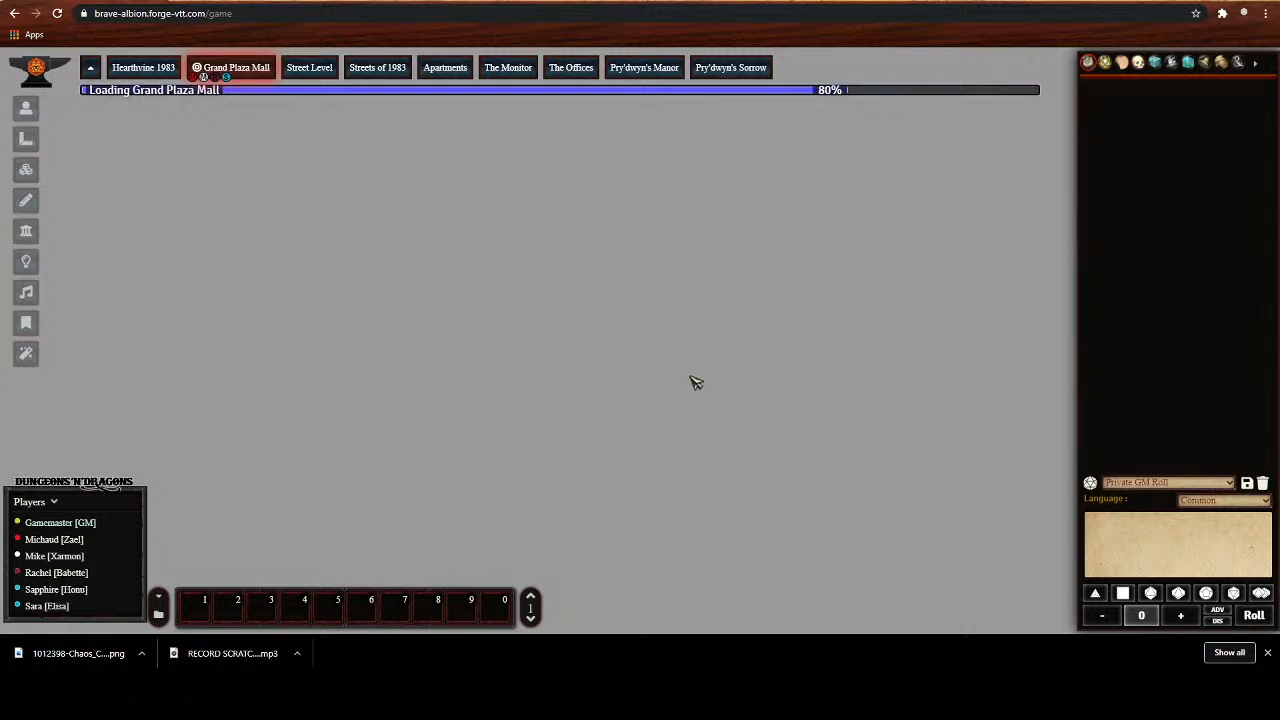 brave-albion.forge-vtt.com/game
Apps
Hearthvine 1983
Grand Plaza Mall
Street Level
Streets of 1983
Apartments
The Monitor
The Offices
Pry'dwyn's Manor
Pry'dwyn's Sorrow
M S
Loading Grand Plaza Mall 80%
DUNGEONS'N'DRAGONS
Players
Gamemaster [GM]
Michaud [Zael]
Mike [Xarmon]
Rachel [Babette]
Sapphire [Honu]
Sara [Elisa]
1 2 3 4 5 6 7 8 9 0
1
Private GM Roll
Language:
Common
- 0 + ADV
DIS
Roll
1012398-Chaos_C....png
RECORD SCRATC....mp3
Show all